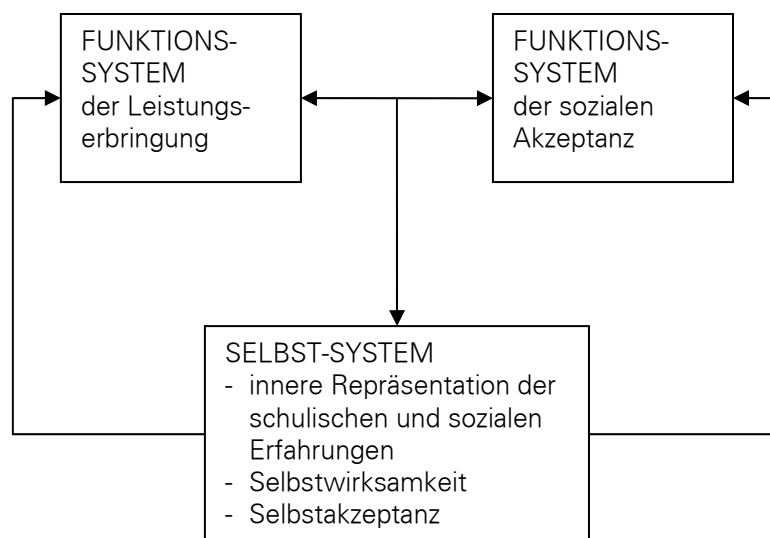 FUNKTIONS-
SYSTEM
der Leistungs-
erbringung
FUNKTIONS-
SYSTEM
der sozialen
Akzeptanz
SELBST-SYSTEM
- innere Repräsentation der
schulischen und sozialen
Erfahrungen
- Selbstwirksamkeit
- Selbstakzeptanz